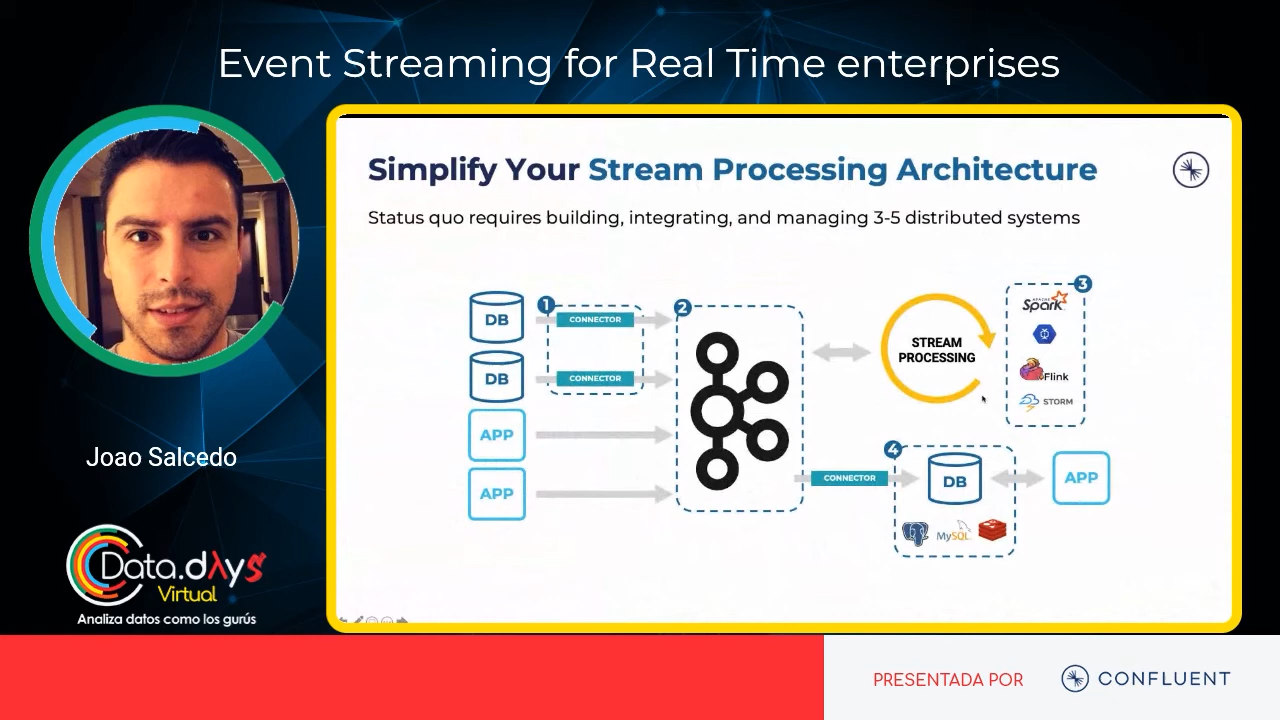 Event Streaming for Real Time enterprises
Simplify Your Stream Processing Architecture
Status quo requires building, integrating, and managing 3-5 distributed systems
DB
1
CONNECTOR
DB
CONNECTOR
APP
APP
2
STREAM
PROCESSING
3
APACHE
Spark
Flink
STORM
CONNECTOR
4
DB
MySQL
APP
Joao Salcedo
Data.dAys
Virtual
Analiza datos como los gurús
PRESENTADA POR
CONFLUENT